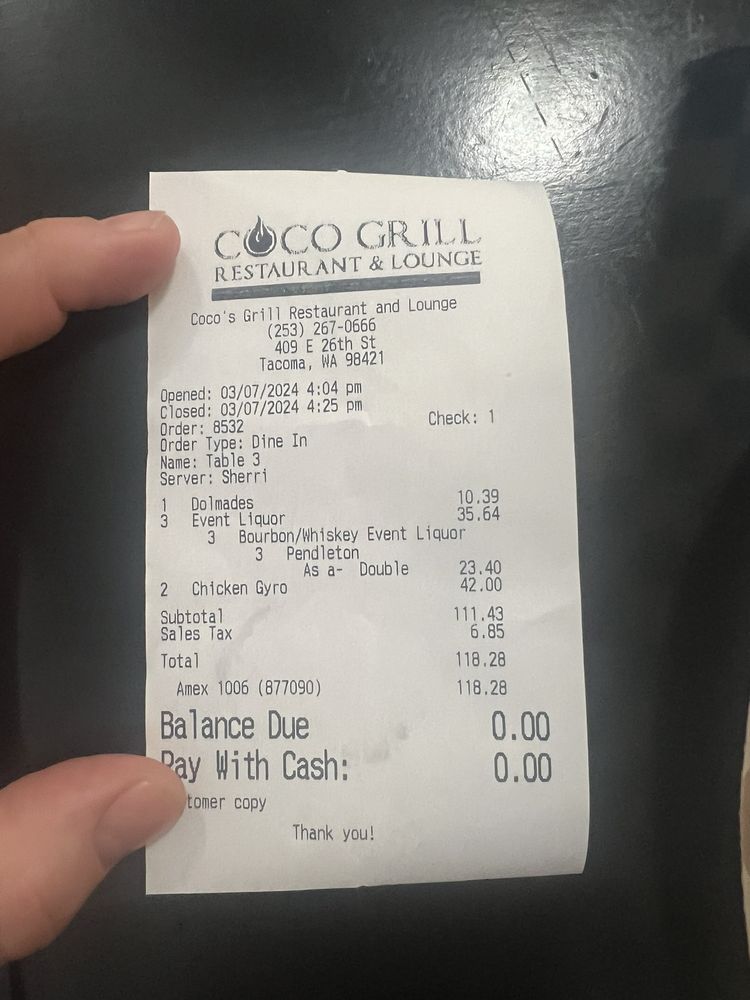 COCO GRILL
RESTAURANT & LOUNGE
Coco's Grill Restaurant and Lounge
(253) 267-0666
409 E 26th St
Tacoma, WA 98421
Opened: 03/07/2024 4:04 pm
Closed: 03/07/2024 4:25 pm
Order: 8532 Check: 1
Order Type: Dine In
Name: Table 3
Server: Sherri
1 Dolmades 10.39
3 Event Liquor 35.64
3 Bourbon/Whiskey Event Liquor
3 Pendleton
As a- Double 23.40
2 Chicken Gyro 42.00
Subtotal 111.43
Sales Tax 6.85
Total 118.28
Amex 1006 (877090) 118.28
Balance Due 0.00
Pay With Cash: 0.00
tomer copy
Thank you!